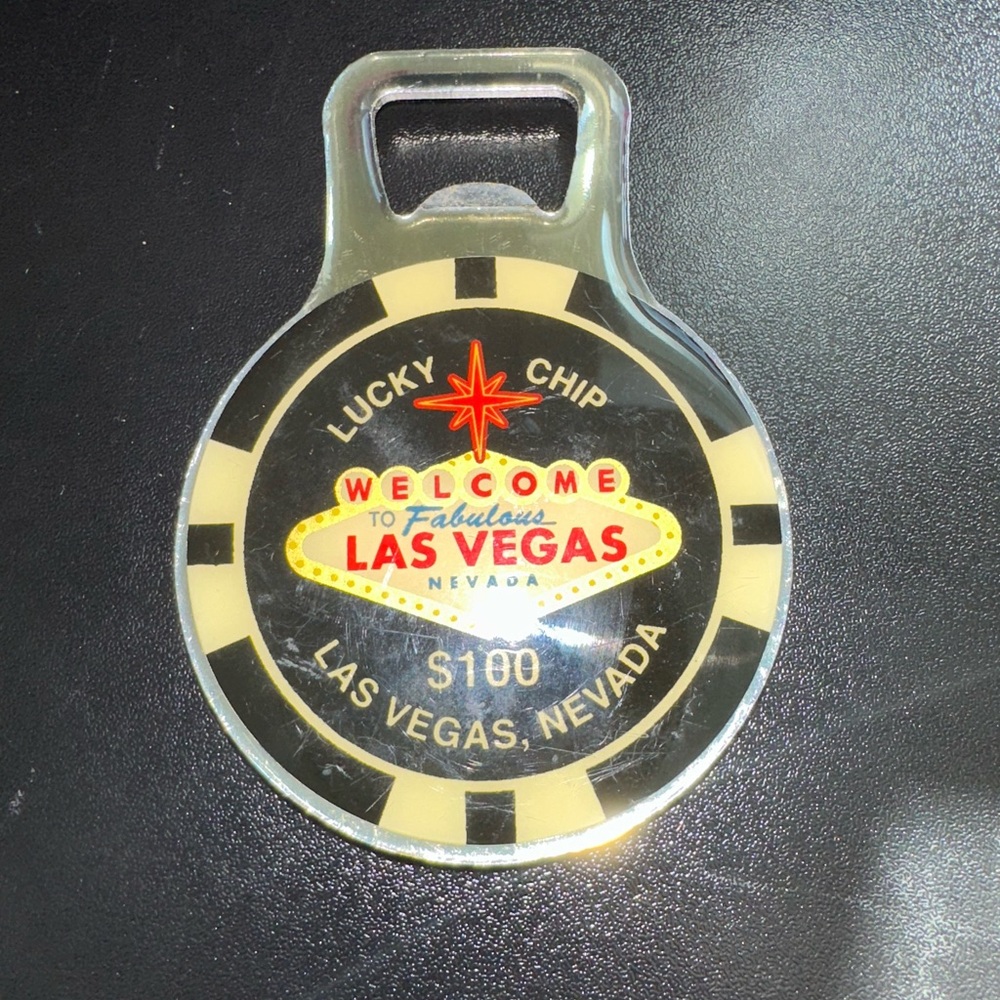 LUCKY CHIP
WELCOME
TO Fabulous
LAS VEGAS
NEVADA
$100
LAS VEGAS, NEVADA